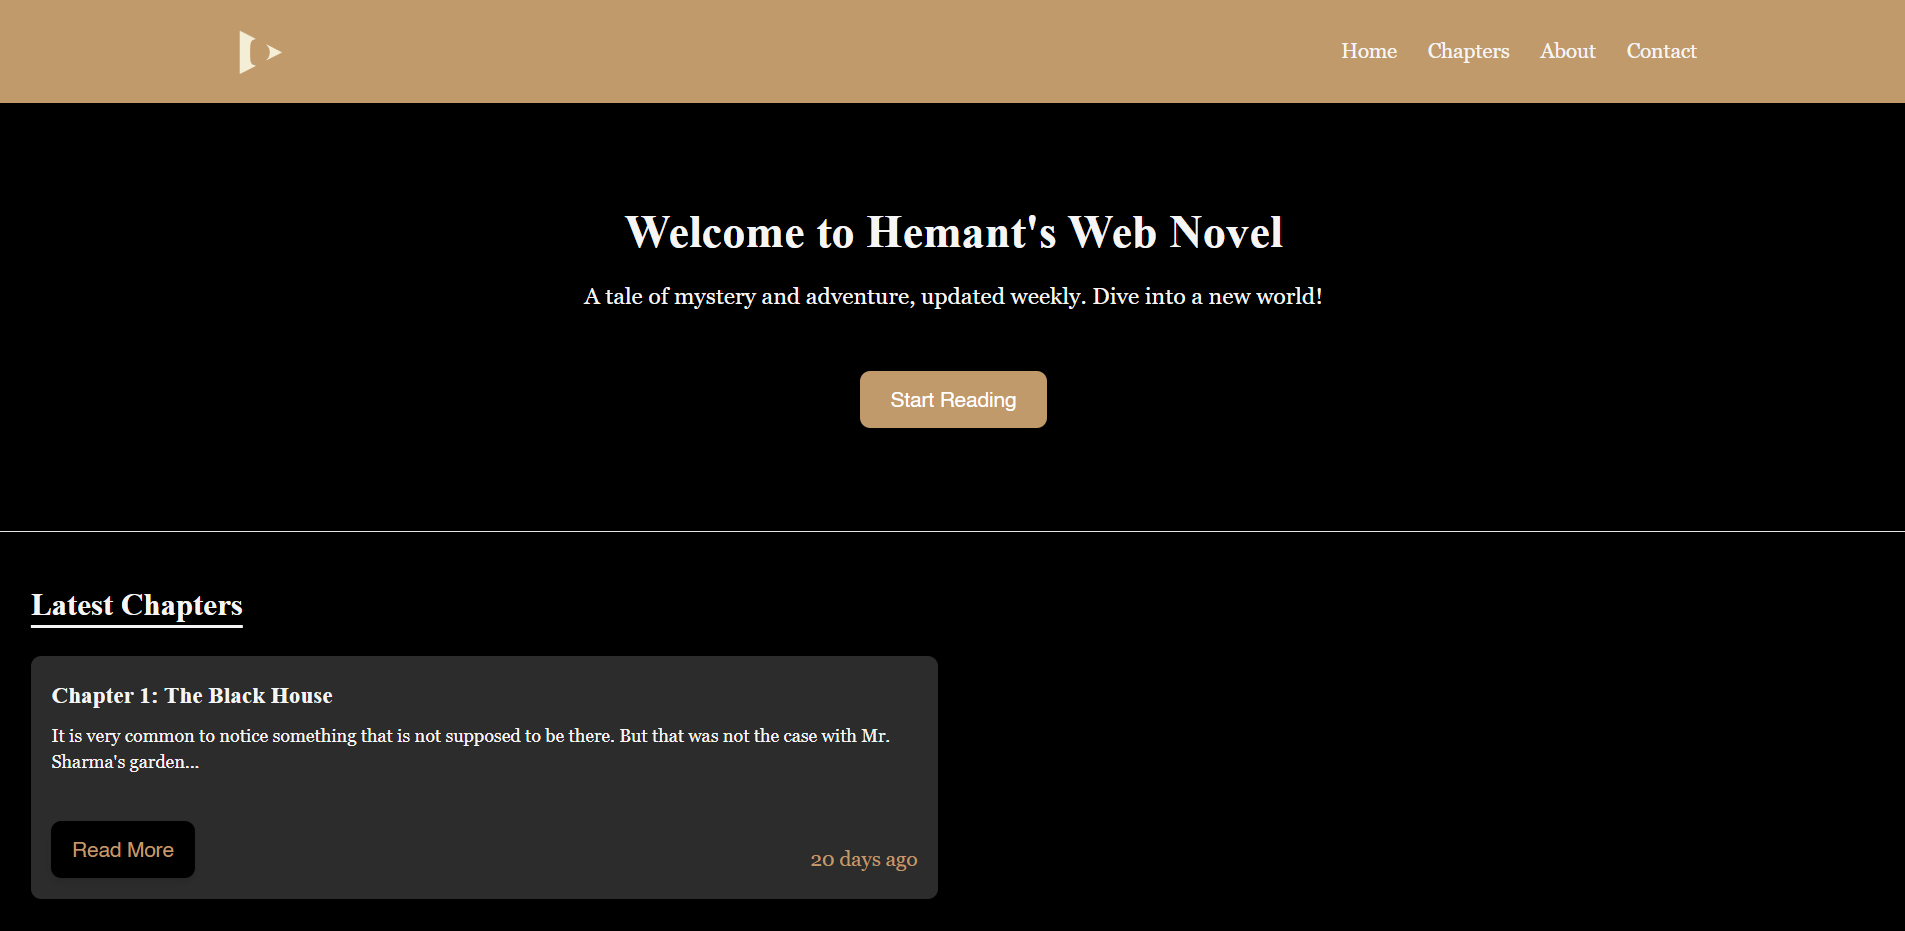 Home Chapters About Contact
Welcome to Hemant's Web Novel
A tale of mystery and adventure, updated weekly. Dive into a new world!
Start Reading
Latest Chapters
Chapter 1: The Black House
It is very common to notice something that is not supposed to be there. But that was not the case with Mr.
Sharma's garden...
Read More
20 days ago